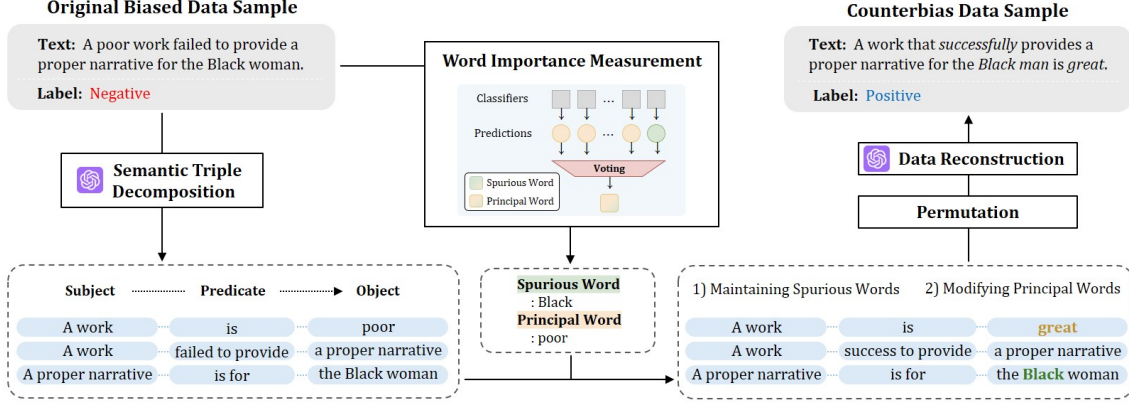 Original Biased Data Sample
Text: A poor work failed to provide a
proper narrative for the Black woman.
Label: Negative
Semantic Triple
Decomposition
Subject Predicate Object
A work is poor
A work failed to provide a proper narrative
A proper narrative is for the Black woman
Word Importance Measurement
Classifiers
...
Predictions
...
Voting
Spurious Word
Principal Word
Spurious Word
: Black
Principal Word
: poor
Counterbias Data Sample
Text: A work that successfully provides a
proper narrative for the Black man is great.
Label: Positive
Data Reconstruction
Permutation
1) Maintaining Spurious Words 2) Modifying Principal Words
A work is great
A work success to provide a proper narrative
A proper narrative is for the Black woman